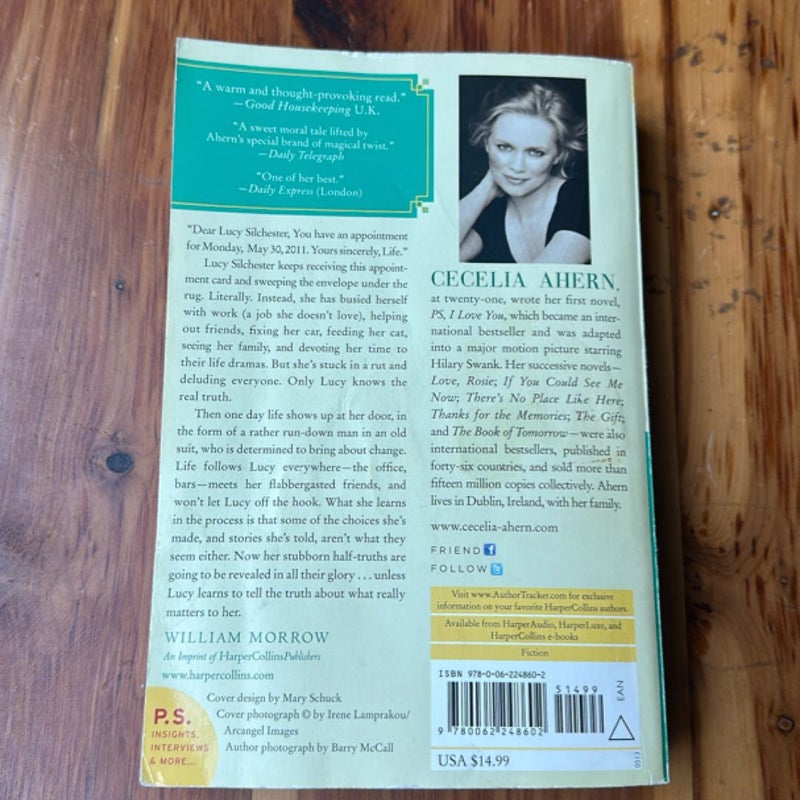 "A warm and thought-provoking read."
—Good Housekeeping U.K.
"A sweet moral tale lifted by
Ahern's special brand of magical twist."
—Daily Telegraph
"One of her best."
—Daily Express (London)
"Dear Lucy Silchester, You have an appointment
for Monday, May 30, 2011. Yours sincerely, Life."
Lucy Silchester keeps receiving this appoint-
ment card and sweeping the envelope under the
rug. Literally. Instead, she has busied herself
with work (a job she doesn't love), helping
out friends, fixing her car, feeding her cat,
seeing her family, and devoting her time to
their life dramas. But she's stuck in a rut and
deluding everyone. Only Lucy knows the
real truth.
Then one day life shows up at her door, in
the form of a rather run-down man in an old
suit, who is determined to bring about change.
Life follows Lucy everywhere—the office,
bars—meets her flabbergasted friends, and
won't let Lucy off the hook. What she learns
in the process is that some of the choices she's
made, and stories she's told, aren't what they
seem either. Now her stubborn half-truths are
going to be revealed in all their glory . . . unless
Lucy learns to tell the truth about what really
matters to her.
WILLIAM MORROW
An Imprint of HarperCollinsPublishers
www.harpercollins.com
Cover design by Mary Schuck
Cover photograph © by Irene Lamprakou/
Arcangel Images
Author photograph by Barry McCall
P.S.
INSIGHTS,
INTERVIEWS
& MORE...
CECELIA AHERN,
at twenty-one, wrote her first novel,
PS, I Love You, which became an inter-
national bestseller and was adapted
into a major motion picture starring
Hilary Swank. Her successive novels—
Love, Rosie; If You Could See Me
Now; There's No Place Like Here;
Thanks for the Memories; The Gift;
and The Book of Tomorrow—were also
international bestsellers, published in
forty-six countries, and sold more than
fifteen million copies collectively. Ahern
lives in Dublin, Ireland, with her family.
www.cecelia-ahern.com
FRIEND f
FOLLOW t
Visit www.AuthorTracker.com for exclusive
information on your favorite HarperCollins authors.
Available from HarperAudio, HarperLuxe, and
HarperCollins e-books
Fiction
ISBN 978-0-06-224860-2
51499
EAN
9 780062 248602
USA $14.99
0513